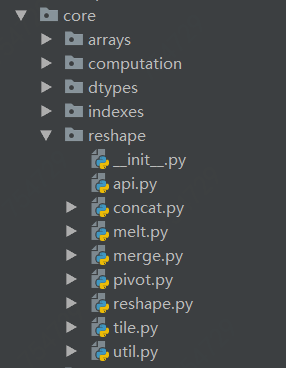 core
arrays
computation
dtypes
indexes
reshape
__init__.py
api.py
concat.py
melt.py
merge.py
pivot.py
reshape.py
tile.py
util.py